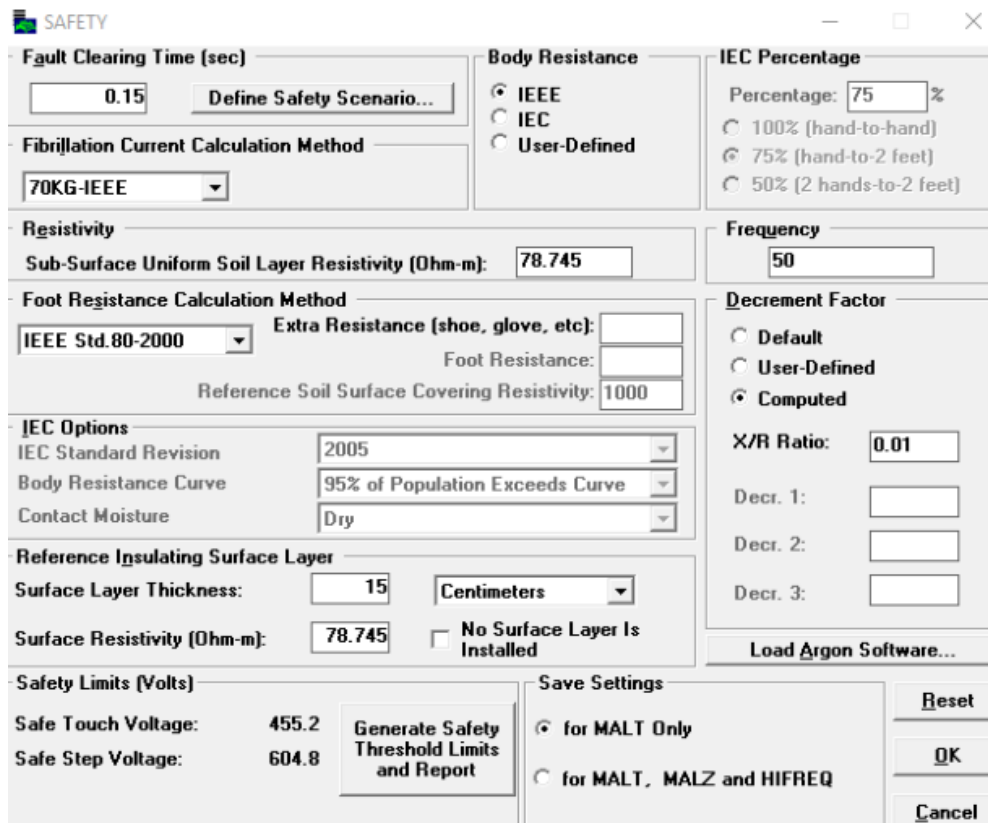 SAFETY
Fault Clearing Time (sec)
0.15
Define Safety Scenario...
Fibrillation Current Calculation Method
70KG-IEEE
Body Resistance
IEEE
IEC
User-Defined
IEC Percentage
Percentage: 75 %
100% (hand-to-hand)
75% (hand-to-2 feet)
50% (2 hands-to-2 feet)
Resistivity
Sub-Surface Uniform Soil Layer Resistivity (Ohm-m): 78.745
Frequency
50
Foot Resistance Calculation Method
IEEE Std.80-2000
Extra Resistance (shoe, glove, etc):
Foot Resistance:
Reference Soil Surface Covering Resistivity: 1000
Decrement Factor
Default
User-Defined
Computed
X/R Ratio: 0.01
Decr. 1:
Decr. 2:
Decr. 3:
IEC Options
IEC Standard Revision 2005
Body Resistance Curve 95% of Population Exceeds Curve
Contact Moisture Dry
Reference Insulating Surface Layer
Surface Layer Thickness: 15 Centimeters
Surface Resistivity (Ohm-m): 78.745
No Surface Layer Is
Installed
Load Argon Software...
Safety Limits (Volts)
Safe Touch Voltage: 455.2
Safe Step Voltage: 604.8
Generate Safety
Threshold Limits
and Report
Save Settings
for MALT Only
for MALT, MALZ and HIFREQ
Reset
OK
Cancel